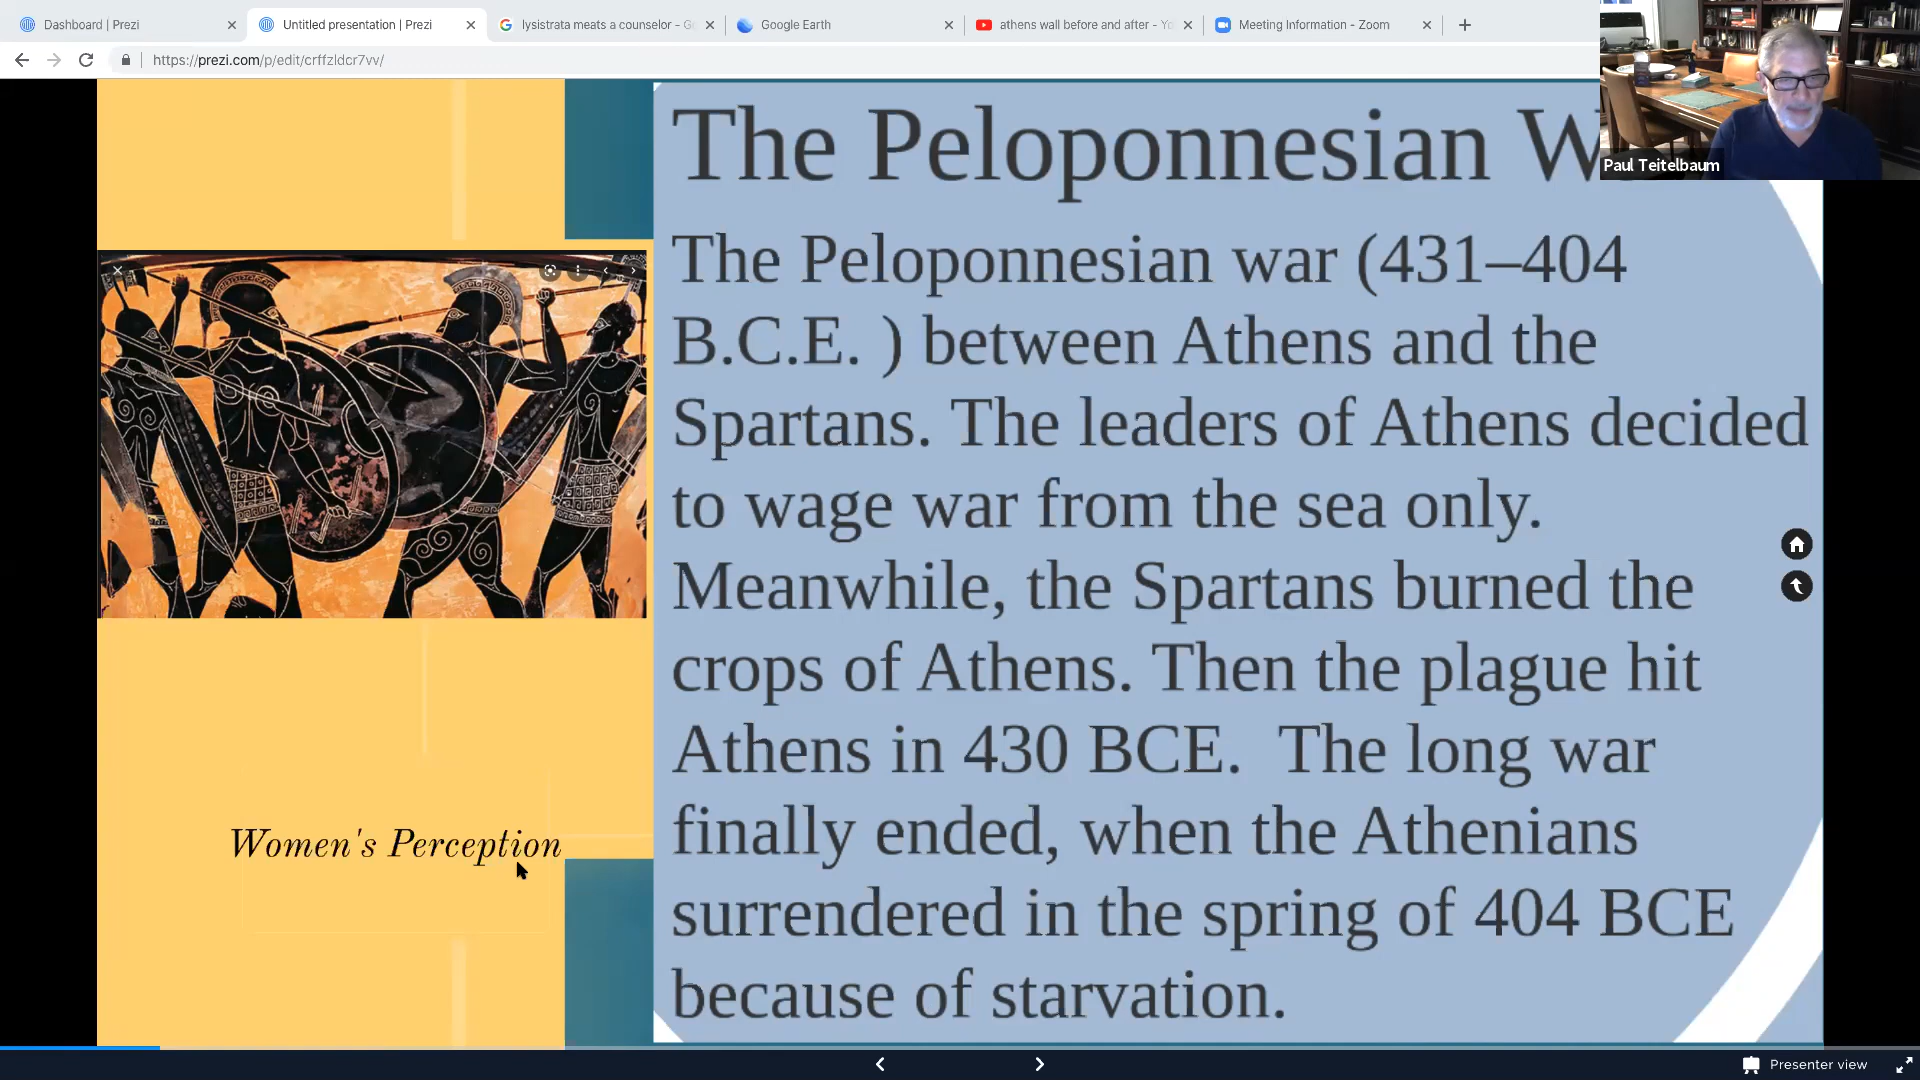 Dashboard | Prezi
Untitled presentation | Prezi
lysistrata meats a counselor - G
Google Earth
athens wall before and after - Yo
Meeting Information - Zoom
https://prezi.com/p/edit/crffzldcr7vv/
Paul Teitelbaum
The Peloponnesian W
The Peloponnesian war (431–404
B.C.E. ) between Athens and the
Spartans. The leaders of Athens decided
to wage war from the sea only.
Meanwhile, the Spartans burned the
crops of Athens. Then the plague hit
Athens in 430 BCE.  The long war
finally ended, when the Athenians
surrendered in the spring of 404 BCE
because of starvation.
Women's Perception
Presenter view